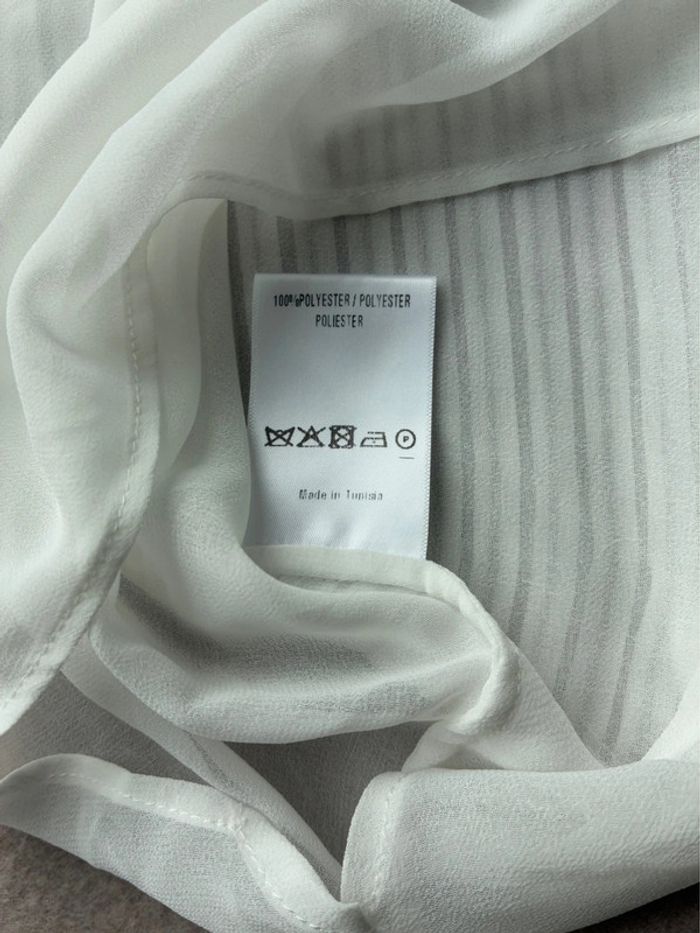 100%POLYESTER / POLYESTER
POLIESTER
P
Made in Tunisia